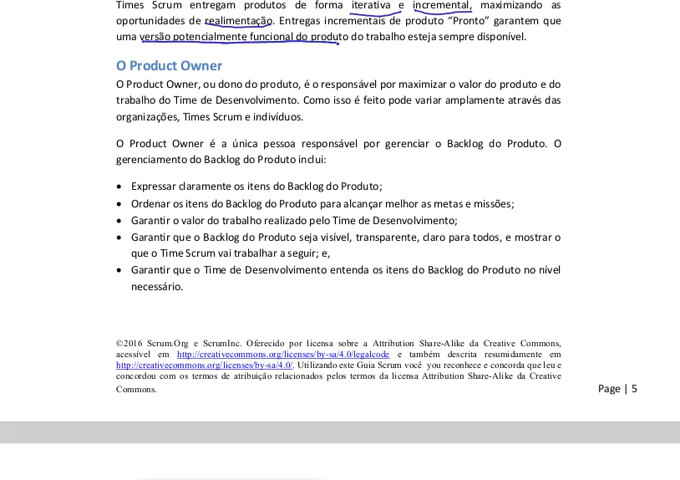 Times Scrum entregam produtos de forma iterativa e incremental, maximizando as
oportunidades de realimentação. Entregas incrementais de produto “Pronto” garantem que
uma versão potencialmente funcional do produto do trabalho esteja sempre disponível.
O Product Owner
O Product Owner, ou dono do produto, é o responsável por maximizar o valor do produto e do
trabalho do Time de Desenvolvimento. Como isso é feito pode variar amplamente através das
organizações, Times Scrum e indivíduos.
O Product Owner é a única pessoa responsável por gerenciar o Backlog do Produto. O
gerenciamento do Backlog do Produto inclui:
• Expressar claramente os itens do Backlog do Produto;
• Ordenar os itens do Backlog do Produto para alcançar melhor as metas e missões;
• Garantir o valor do trabalho realizado pelo Time de Desenvolvimento;
• Garantir que o Backlog do Produto seja visível, transparente, claro para todos, e mostrar o
que o Time Scrum vai trabalhar a seguir; e,
• Garantir que o Time de Desenvolvimento entenda os itens do Backlog do Produto no nível
necessário.
©2016 Scrum.Org e ScrumInc. Oferecido por licensa sobre a Attribution Share-Alike da Creative Commons,
acessível em http://creativecommons.org/licenses/by-sa/4.0/legalcode e também descrita resumidamente em
http://creativecommons.org/licenses/by-sa/4.0/. Utilizando este Guia Scrum você you reconhece e concorda que leu e
concordou com os termos de atribuição relacionados pelos termos da licensa Attribution Share-Alike da Creative
Commons.
Page | 5